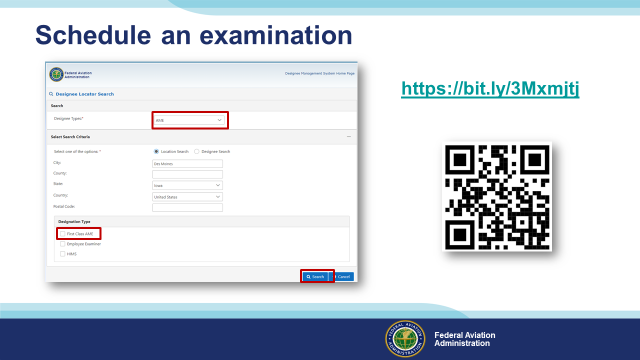 Schedule an examination
Federal Aviation
Administration
Designee Management System Home Page
Designee Locator Search
Search
Designee Types*
AME
Select Search Criteria
Select one of the options: *
Location Search
Designee Search
City:
Des Moines
County:
State:
Iowa
Country:
United States
Postal Code:
Designation Type
First Class AME
Employee Examiner
HIMS
Search
Cancel
https://bit.ly/3Mxmjtj
Federal Aviation
Administration